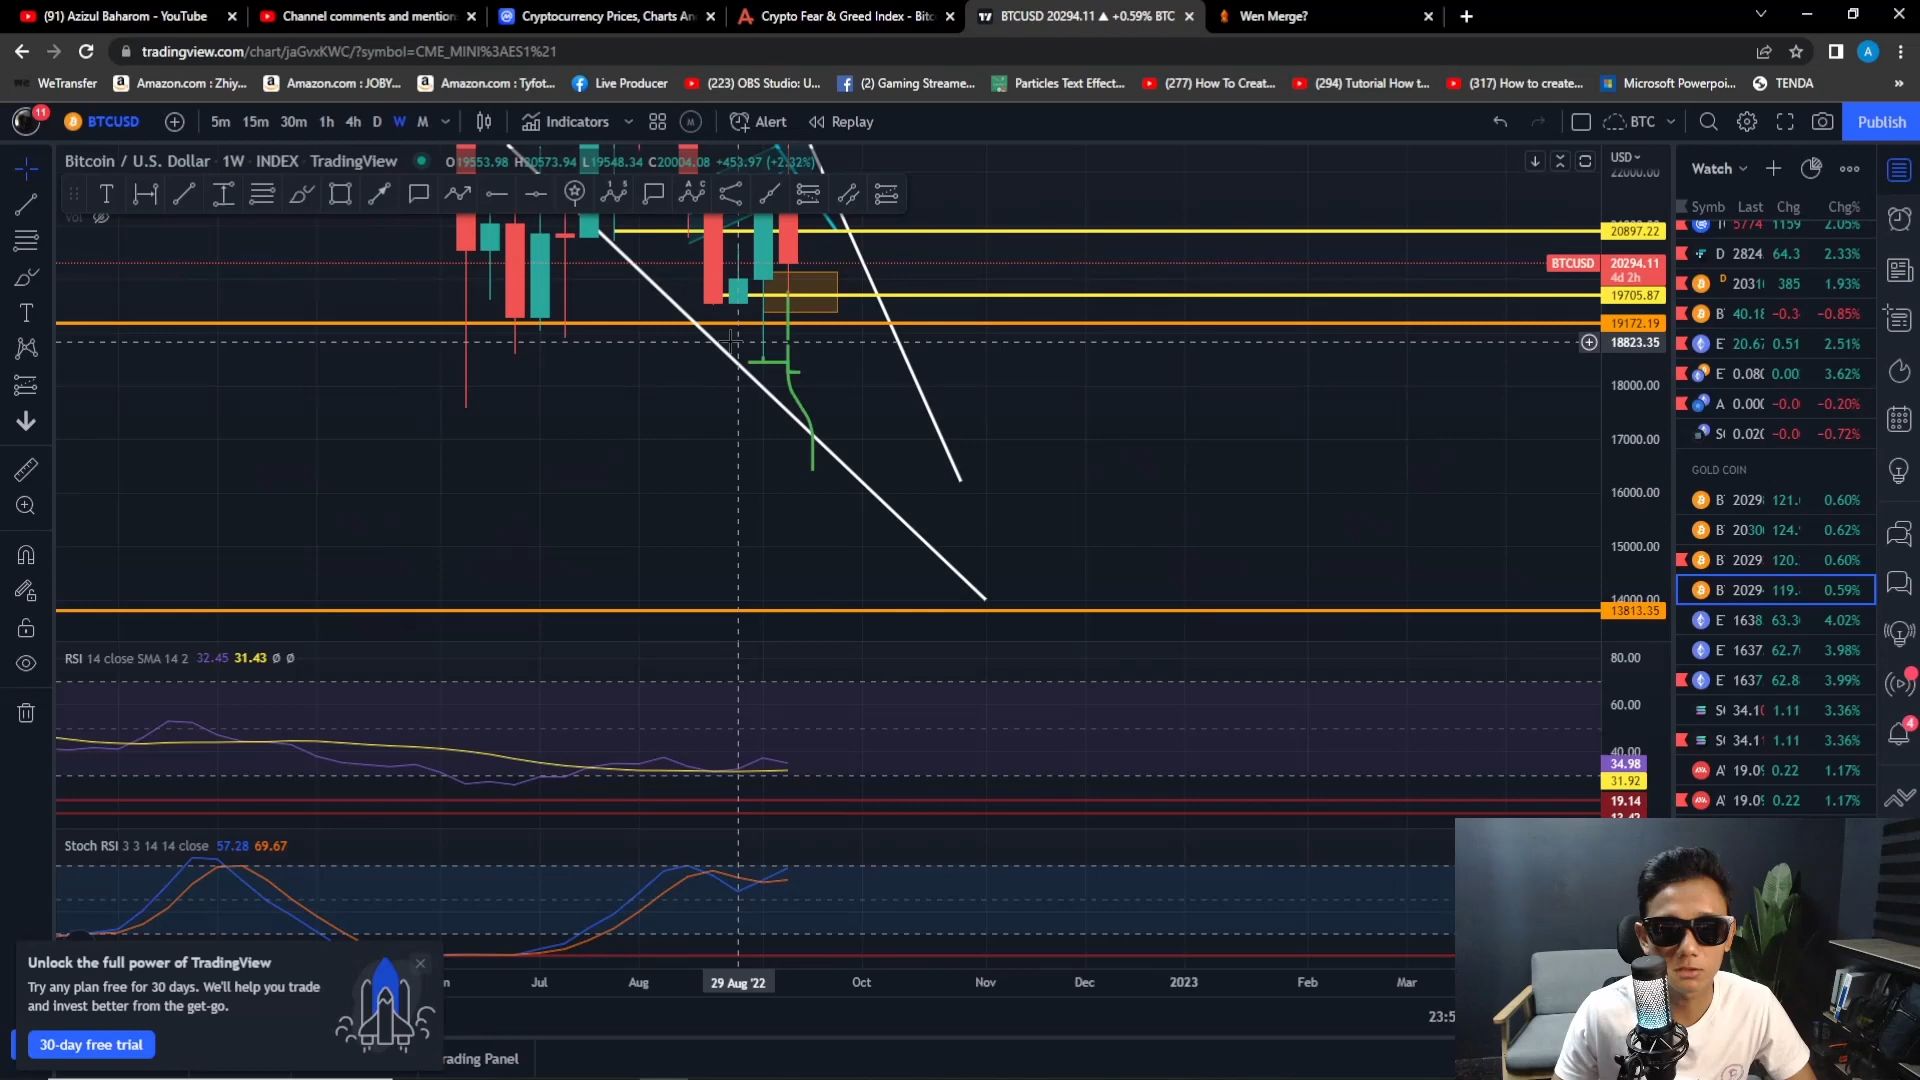 (91) Azizul Baharom - YouTube
Channel comments and mention
Cryptocurrency Prices, Charts An
Crypto Fear & Greed Index - Bitc
BTCUSD 20294.11 ▲ +0.59% BTC
Wen Merge?
tradingview.com/chart/jaGvxKWC/?symbol=CME_MINI%3AES1%21
A
WeTransfer
Amazon.com : Zhiy...
Amazon.com : JOBY...
Amazon.com : Tyfot...
Live Producer
(223) OBS Studio: U...
(2) Gaming Streame...
Particles Text Effect...
(277) How To Creat...
(294) Tutorial How t...
(317) How to create...
Microsoft Powerpoi...
TENDA
»
11
BTCUSD
5m 15m 30m 1h 4h D W M
Indicators
Alert
Replay
BTC
Publish
Bitcoin / U.S. Dollar · 1W · INDEX · TradingView
O19553.98 H20573.94 L19548.34 C20004.08 +453.97 (+2.32%)
USD
Watch
Symb Last Chg Chg%
Vol
22000.00
20897.22
BTCUSD 20294.11
4d 2h
19705.87
19172.19
18823.35
18000.00
17000.00
16000.00
15000.00
14000.00
13813.35
5774 1159 2.05%
D 2824 64.3 2.33%
2031 385 1.93%
B 40.18 −0.3 −0.85%
E 20.67 0.51 2.51%
E 0.080 0.00 3.62%
A 0.000 −0.0 −0.20%
S 0.020 −0.0 −0.72%
GOLD COIN
B 2029 121. 0.60%
B 2030 124. 0.62%
B 2029 120. 0.60%
B 2029 119. 0.59%
E 1638 63.3 4.02%
E 1637 62.7 3.98%
E 1637 62.8 3.99%
S 34.1 1.11 3.36%
S 34.1 1.11 3.36%
A 19.0 0.22 1.17%
A 19.0 0.22 1.17%
4
RSI 14 close SMA 14 2 32.45 31.43 Ø Ø
80.00
60.00
40.00
34.98
31.92
19.14
Stoch RSI 3 3 14 14 close 57.28 69.67
Jul
Aug
29 Aug '22
Oct
Nov
Dec
2023
Feb
Mar
23:5
Unlock the full power of TradingView
Try any plan free for 30 days. We'll help you trade
and invest better from the get-go.
30-day free trial
rading Panel